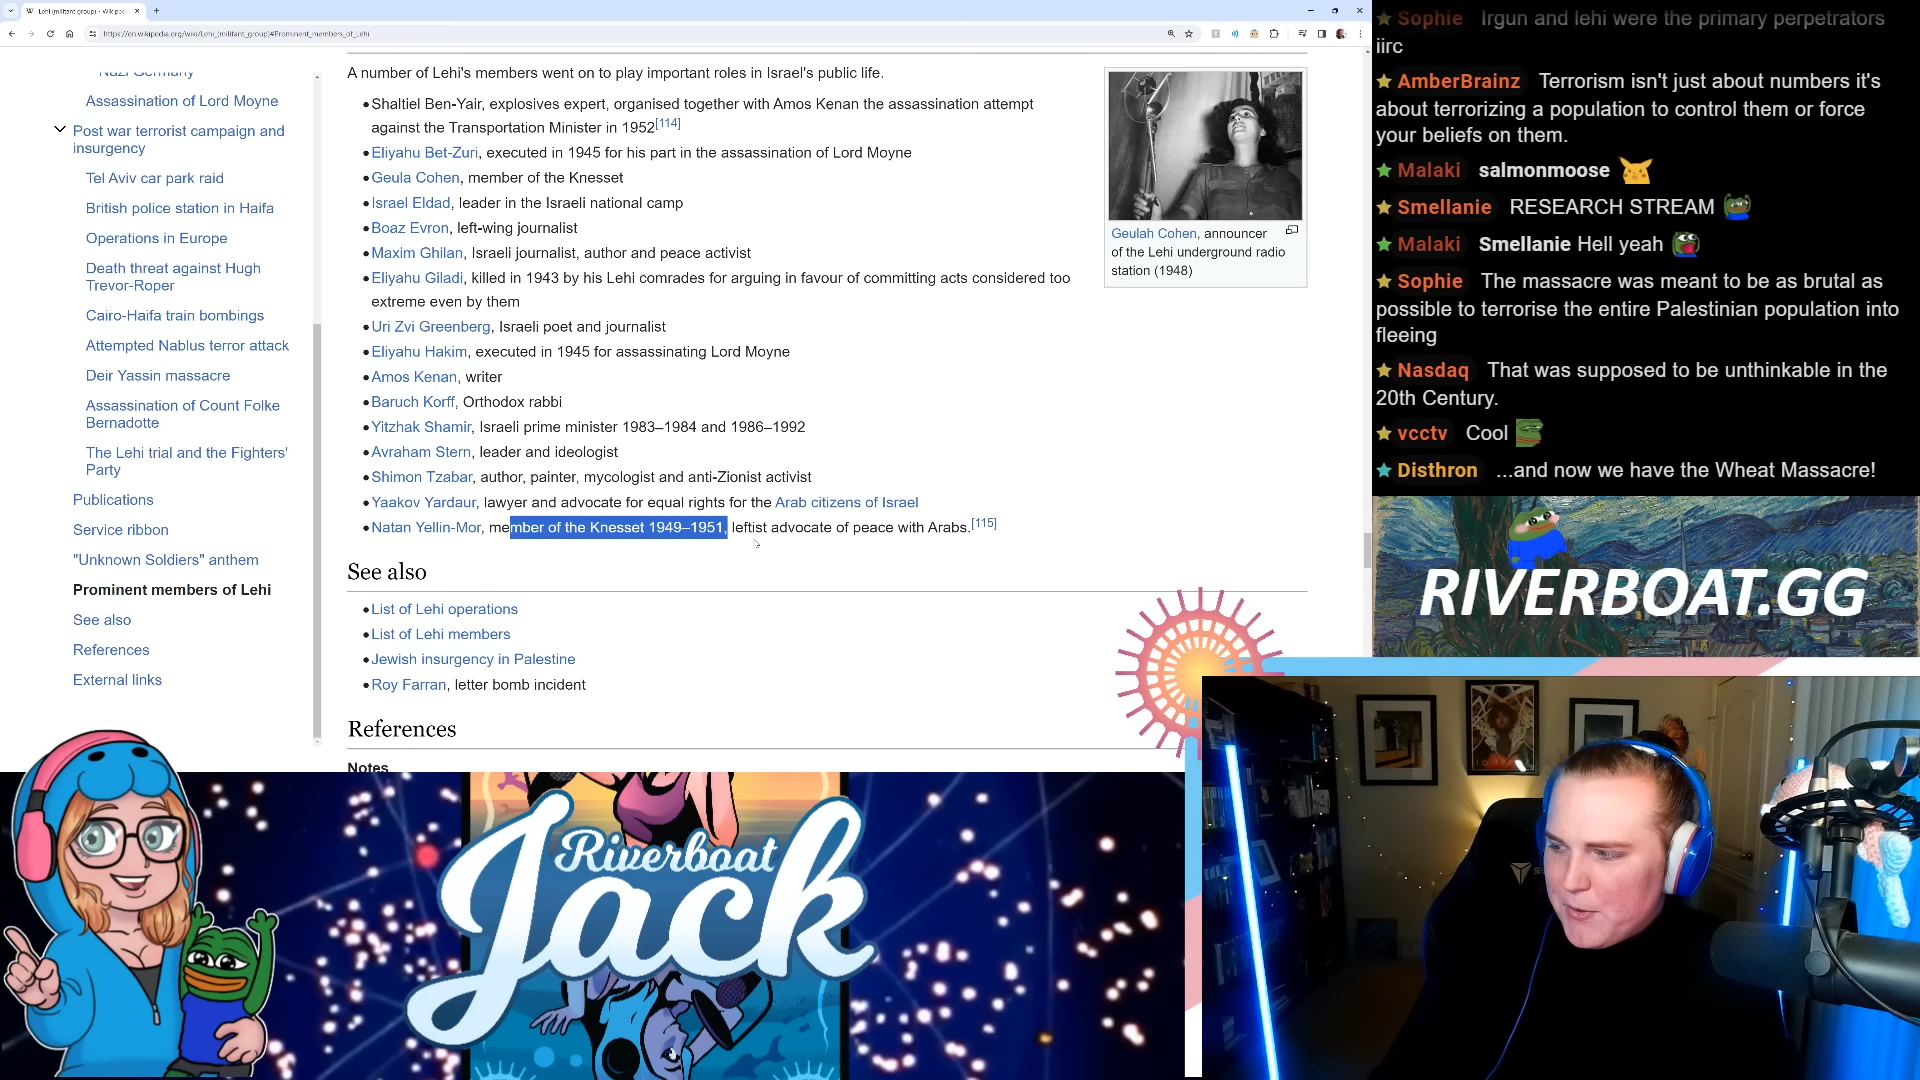 Lehi (militant group) - Wikipe
https://en.wikipedia.org/wiki/Lehi_(militant_group)#Prominent_members_of_Lehi
Nazi Germany
Assassination of Lord Moyne
Post war terrorist campaign and
insurgency
Tel Aviv car park raid
British police station in Haifa
Operations in Europe
Death threat against Hugh
Trevor-Roper
Cairo-Haifa train bombings
Attempted Nablus terror attack
Deir Yassin massacre
Assassination of Count Folke
Bernadotte
The Lehi trial and the Fighters'
Party
Publications
Service ribbon
"Unknown Soldiers" anthem
Prominent members of Lehi
See also
References
External links
A number of Lehi's members went on to play important roles in Israel's public life.
Shaltiel Ben-Yair, explosives expert, organised together with Amos Kenan the assassination attempt
against the Transportation Minister in 1952[114]
Eliyahu Bet-Zuri, executed in 1945 for his part in the assassination of Lord Moyne
Geula Cohen, member of the Knesset
Israel Eldad, leader in the Israeli national camp
Boaz Evron, left-wing journalist
Maxim Ghilan, Israeli journalist, author and peace activist
Eliyahu Giladi, killed in 1943 by his Lehi comrades for arguing in favour of committing acts considered too
extreme even by them
Uri Zvi Greenberg, Israeli poet and journalist
Eliyahu Hakim, executed in 1945 for assassinating Lord Moyne
Amos Kenan, writer
Baruch Korff, Orthodox rabbi
Yitzhak Shamir, Israeli prime minister 1983–1984 and 1986–1992
Avraham Stern, leader and ideologist
Shimon Tzabar, author, painter, mycologist and anti-Zionist activist
Yaakov Yardaur, lawyer and advocate for equal rights for the Arab citizens of Israel
Natan Yellin-Mor, member of the Knesset 1949–1951, leftist advocate of peace with Arabs.[115]
Geulah Cohen, announcer
of the Lehi underground radio
station (1948)
See also
List of Lehi operations
List of Lehi members
Jewish insurgency in Palestine
Roy Farran, letter bomb incident
References
Notes
Sophie Irgun and lehi were the primary perpetrators
iirc
AmberBrainz Terrorism isn't just about numbers it's
about terrorizing a population to control them or force
your beliefs on them.
Malaki salmonmoose
Smellanie RESEARCH STREAM
Malaki Smellanie Hell yeah
Sophie The massacre was meant to be as brutal as
possible to terrorise the entire Palestinian population into
fleeing
Nasdaq That was supposed to be unthinkable in the
20th Century.
vcctv Cool
Disthron ...and now we have the Wheat Massacre!
RIVERBOAT.GG
Riverboat
Jack